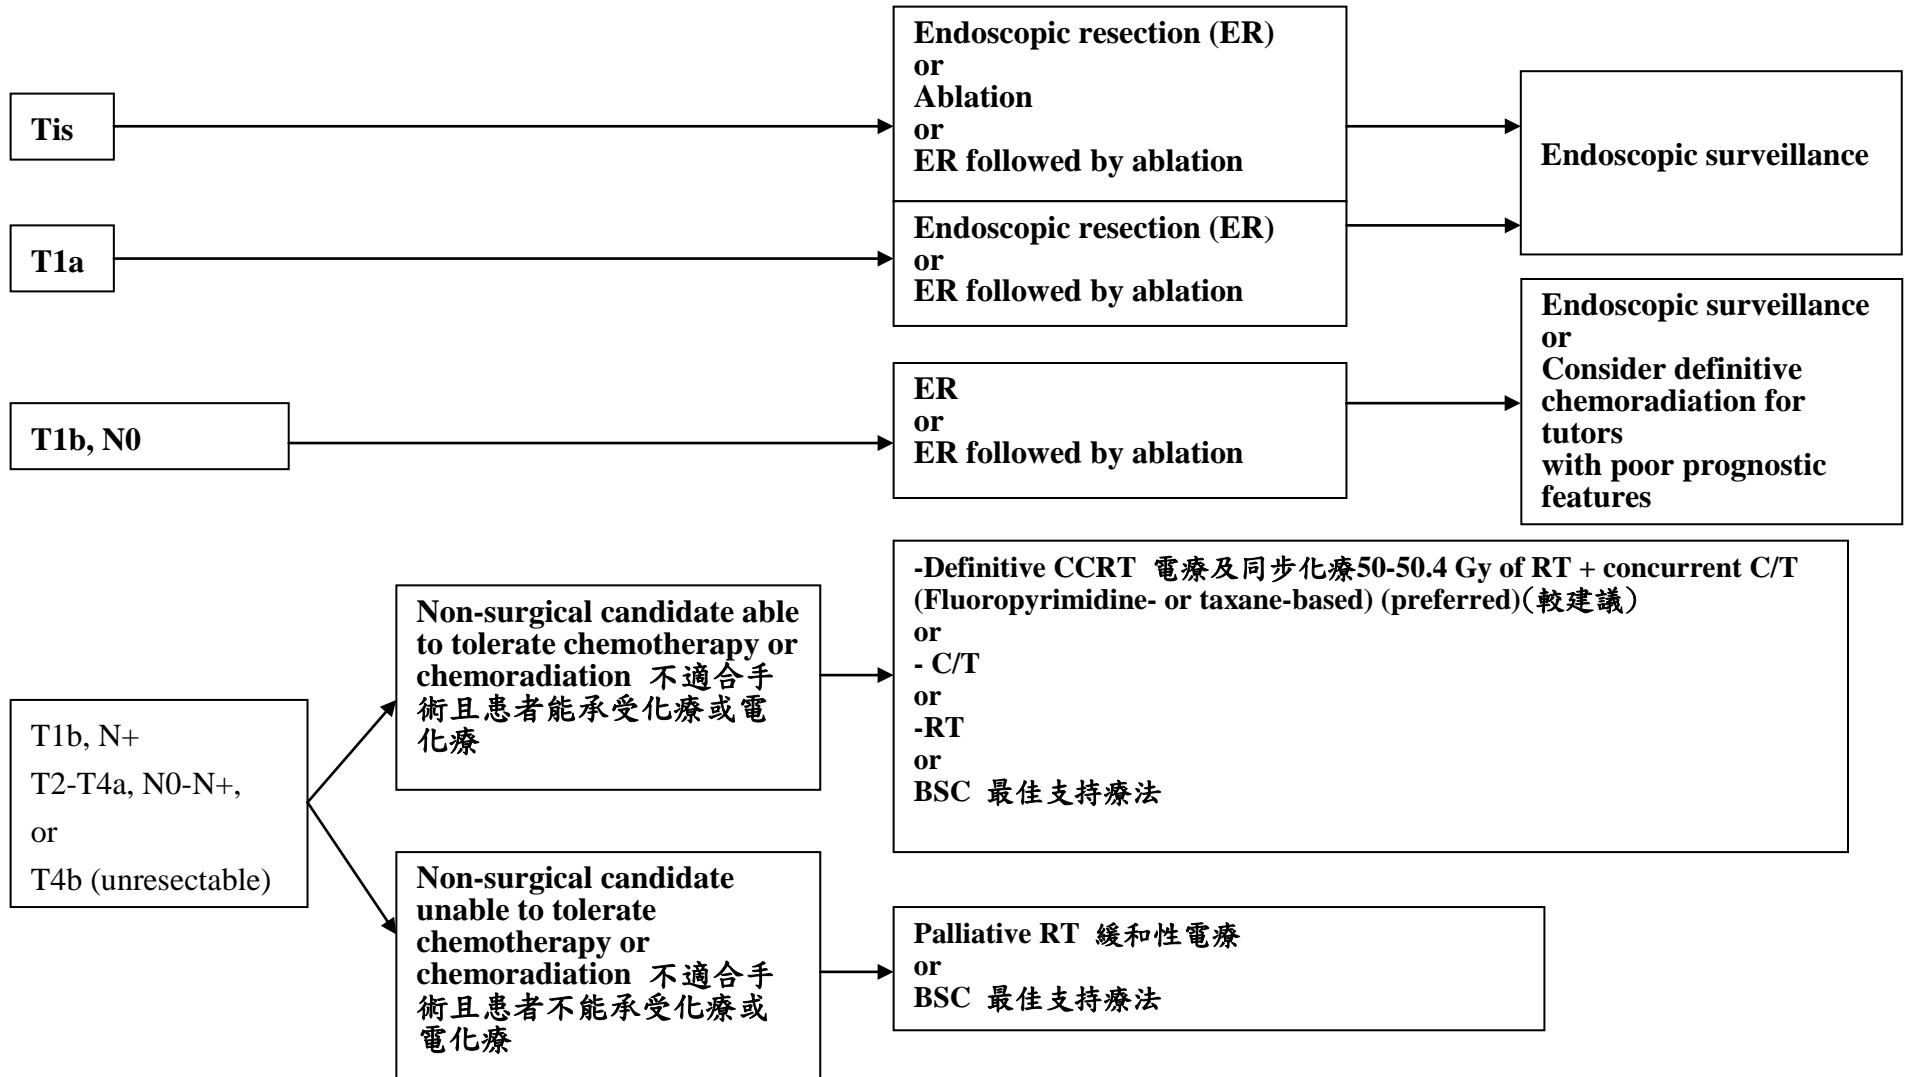 Tis
Endoscopic resection (ER)
or
Ablation
or
ER followed by ablation
Endoscopic surveillance
T1a
Endoscopic resection (ER)
or
ER followed by ablation
T1b, N0
ER
or
ER followed by ablation
Endoscopic surveillance
or
Consider definitive
chemoradiation for
tutors
with poor prognostic
features
T1b, N+
T2-T4a, N0-N+,
or
T4b (unresectable)
Non-surgical candidate able
to tolerate chemotherapy or
chemoradiation 不適合手
術且患者能承受化療或電
化療
-Definitive CCRT 電療及同步化療50-50.4 Gy of RT + concurrent C/T
(Fluoropyrimidine- or taxane-based) (preferred)(較建議)
or
- C/T
or
-RT
or
BSC 最佳支持療法
Non-surgical candidate
unable to tolerate
chemotherapy or
chemoradiation 不適合手
術且患者不能承受化療或
電化療
Palliative RT 緩和性電療
or
BSC 最佳支持療法